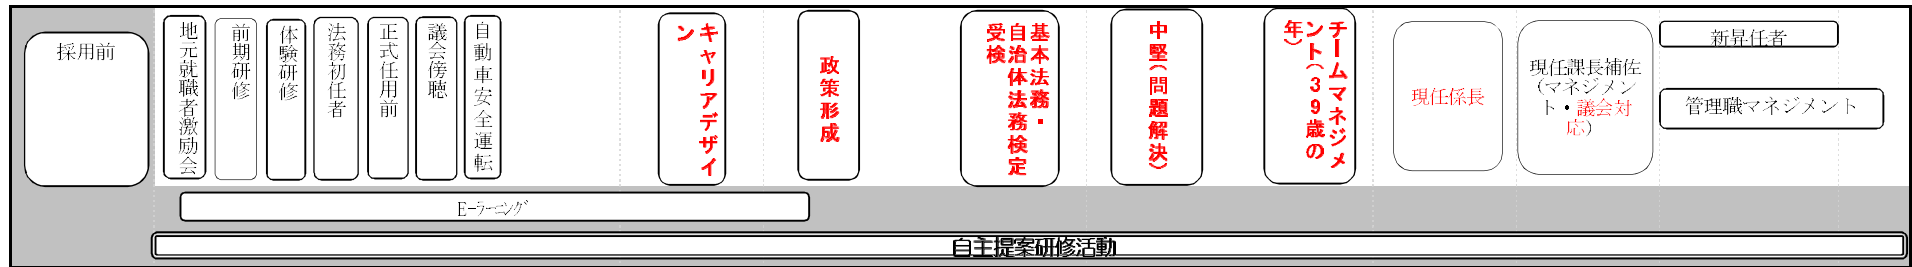 採用前
地元就職者激励会
前期研修
体験研修
法務初任者
正式任用前
議会傍聴
自動車安全運転
キャリアデザイ
ン
政策形成
基本法務・
自治体法務検定
受検
中堅（問題解決）
チームマネジメ
ント（39歳の
年）
現任係長
現任課長補佐
（マネジメン
ト・議会対
応）
新昇任者
管理職マネジメント
E-ラーニング
自主提案研修活動